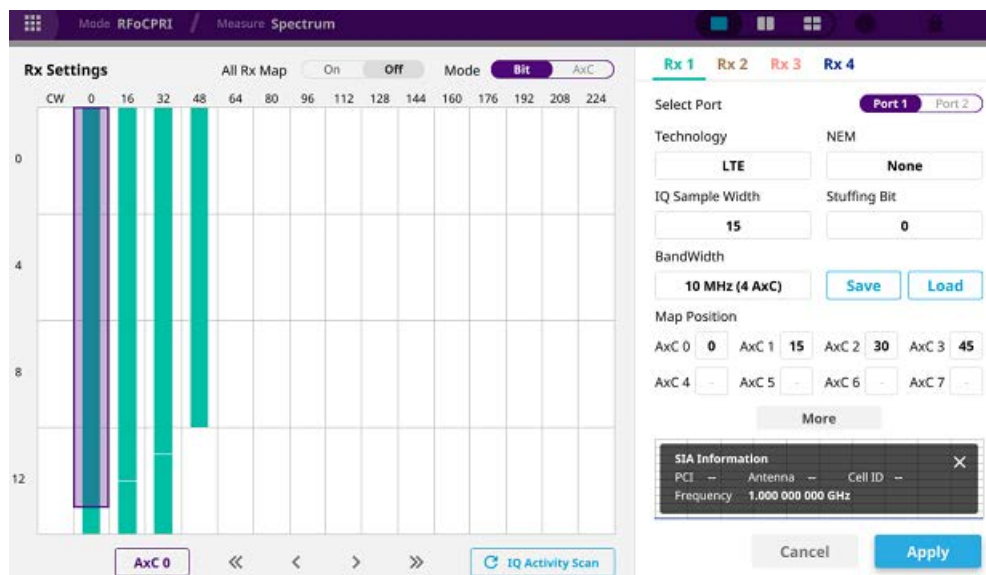 Mode RFoCPRI / Measure Spectrum
Rx Settings
All Rx Map On Off Mode Bit AxC
CW 0 16 32 48 64 80 96 112 128 144 160 176 192 208 224
0
4
8
12
AxC 0 « < > » IQ Activity Scan
Rx 1 Rx 2 Rx 3 Rx 4
Select Port Port 1 Port 2
Technology NEM
LTE None
IQ Sample Width Stuffing Bit
15 0
BandWidth
10 MHz (4 AxC) Save Load
Map Position
AxC 0 0 AxC 1 15 AxC 2 30 AxC 3 45
AxC 4 - AxC 5 - AxC 6 - AxC 7 -
More
SIA Information
PCI -- Antenna -- Cell ID --
Frequency 1.000 000 000 GHz
Cancel Apply